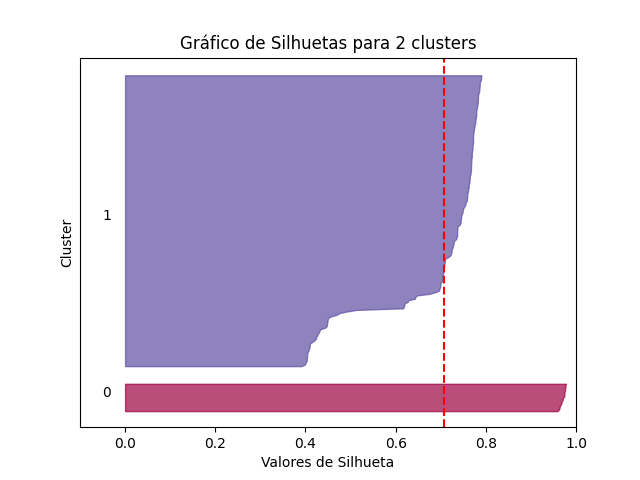 Gráfico de Silhuetas para 2 clusters
Cluster
1
0
0.0 0.2 0.4 0.6 0.8 1.0
Valores de Silhueta